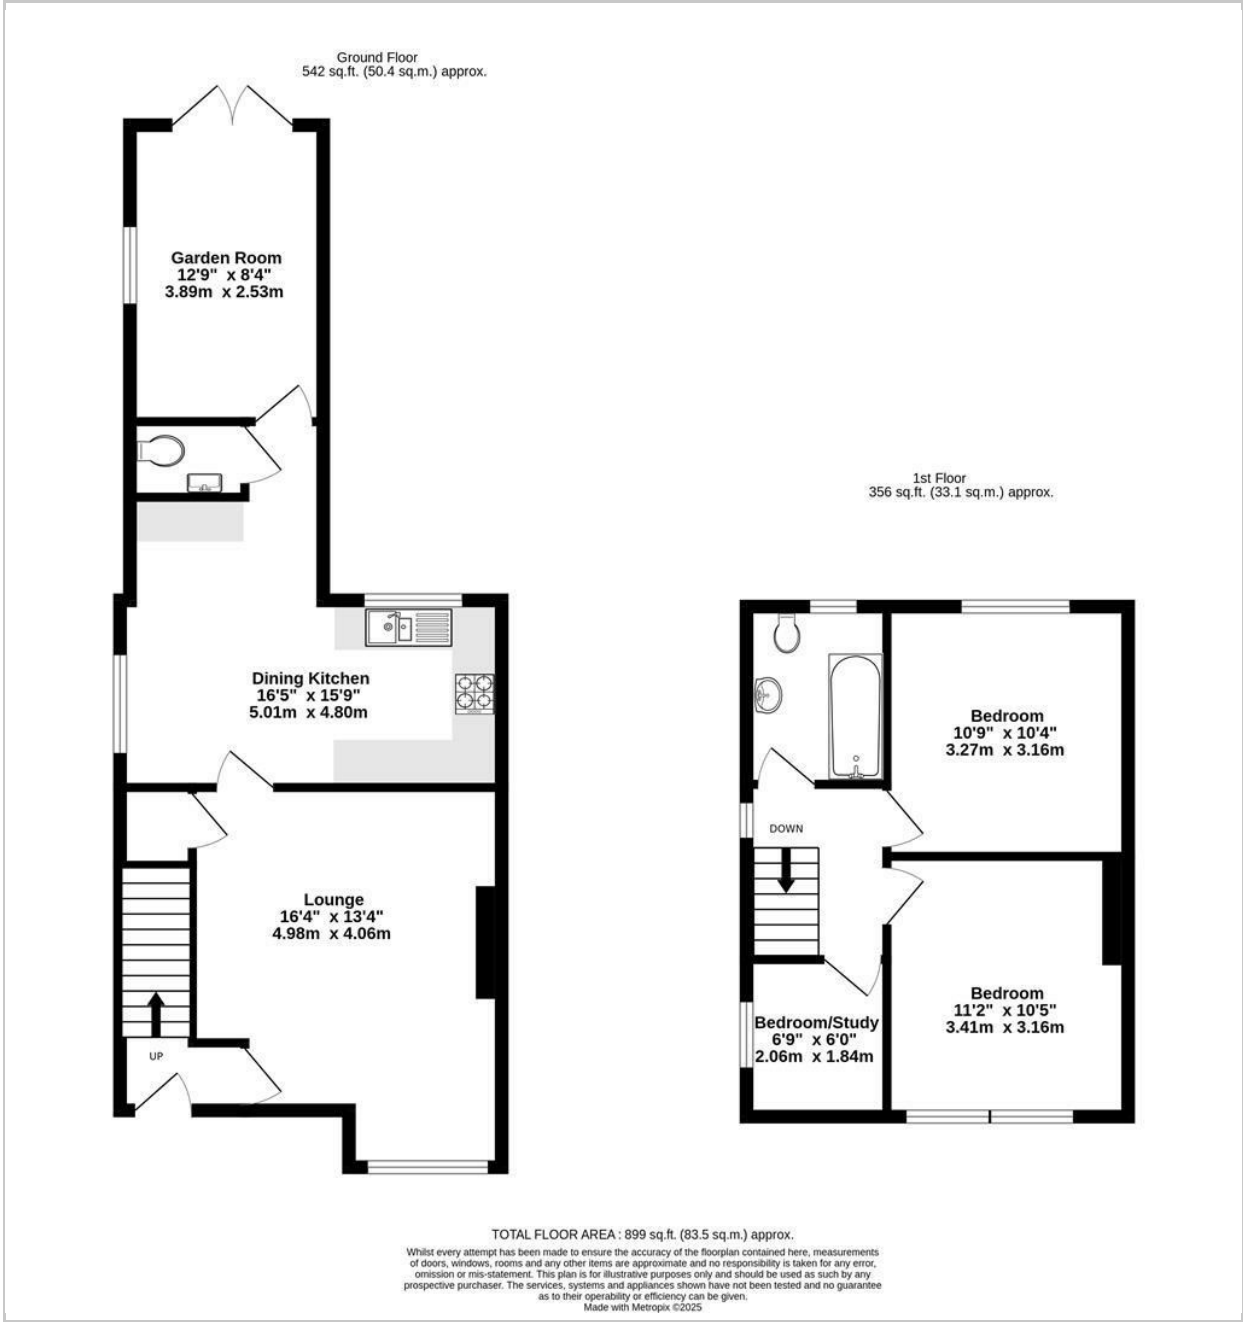 Ground Floor
542 sq.ft. (50.4 sq.m.) approx.
Garden Room
12'9" x 8'4"
3.89m x 2.53m
Dining Kitchen
16'5" x 15'9"
5.01m x 4.80m
Lounge
16'4" x 13'4"
4.98m x 4.06m
UP
1st Floor
356 sq.ft. (33.1 sq.m.) approx.
Bedroom
10'9" x 10'4"
3.27m x 3.16m
DOWN
Bedroom
11'2" x 10'5"
3.41m x 3.16m
Bedroom/Study
6'9" x 6'0"
2.06m x 1.84m
TOTAL FLOOR AREA : 899 sq.ft. (83.5 sq.m.) approx.
Whilst every attempt has been made to ensure the accuracy of the floorplan contained here, measurements
of doors, windows, rooms and any other items are approximate and no responsibility is taken for any error,
omission or mis-statement. This plan is for illustrative purposes only and should be used as such by any
prospective purchaser. The services, systems and appliances shown have not been tested and no guarantee
as to their operability or efficiency can be given.
Made with Metropix ©2025